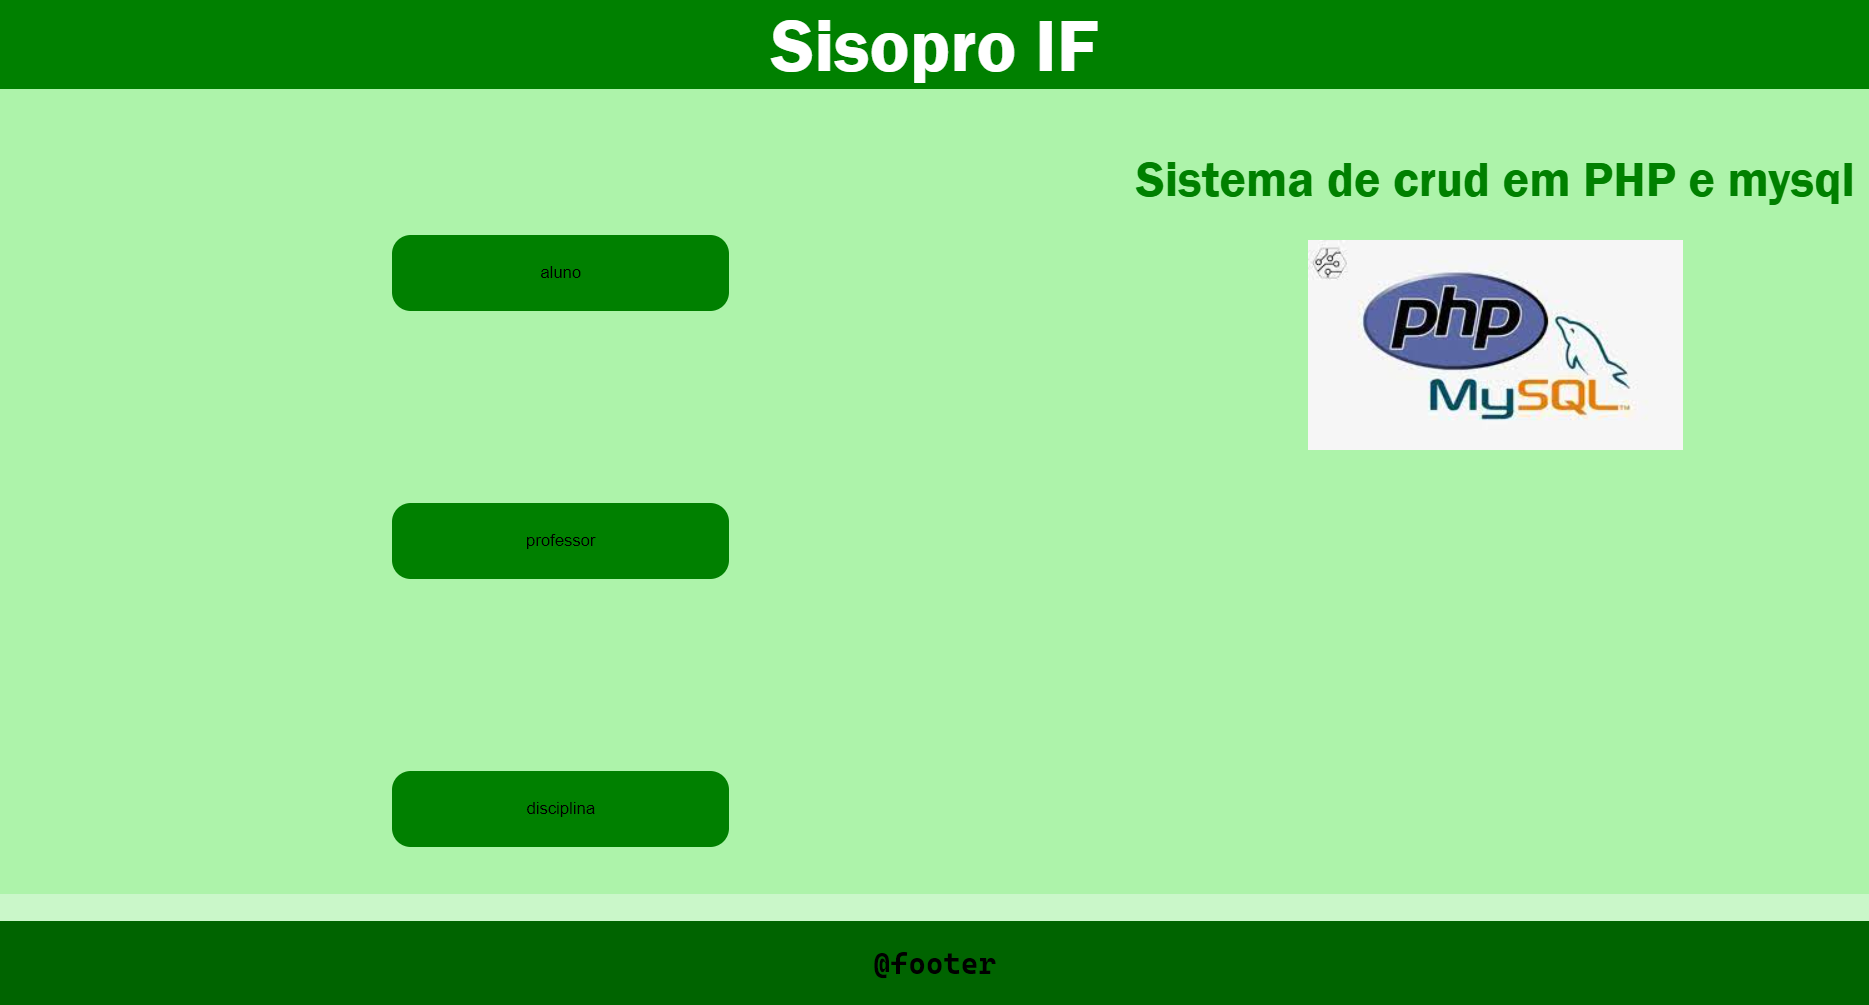 Sisopro IF
Sistema de crud em PHP e mysql
aluno
php
MySQL™
professor
disciplina
@footer